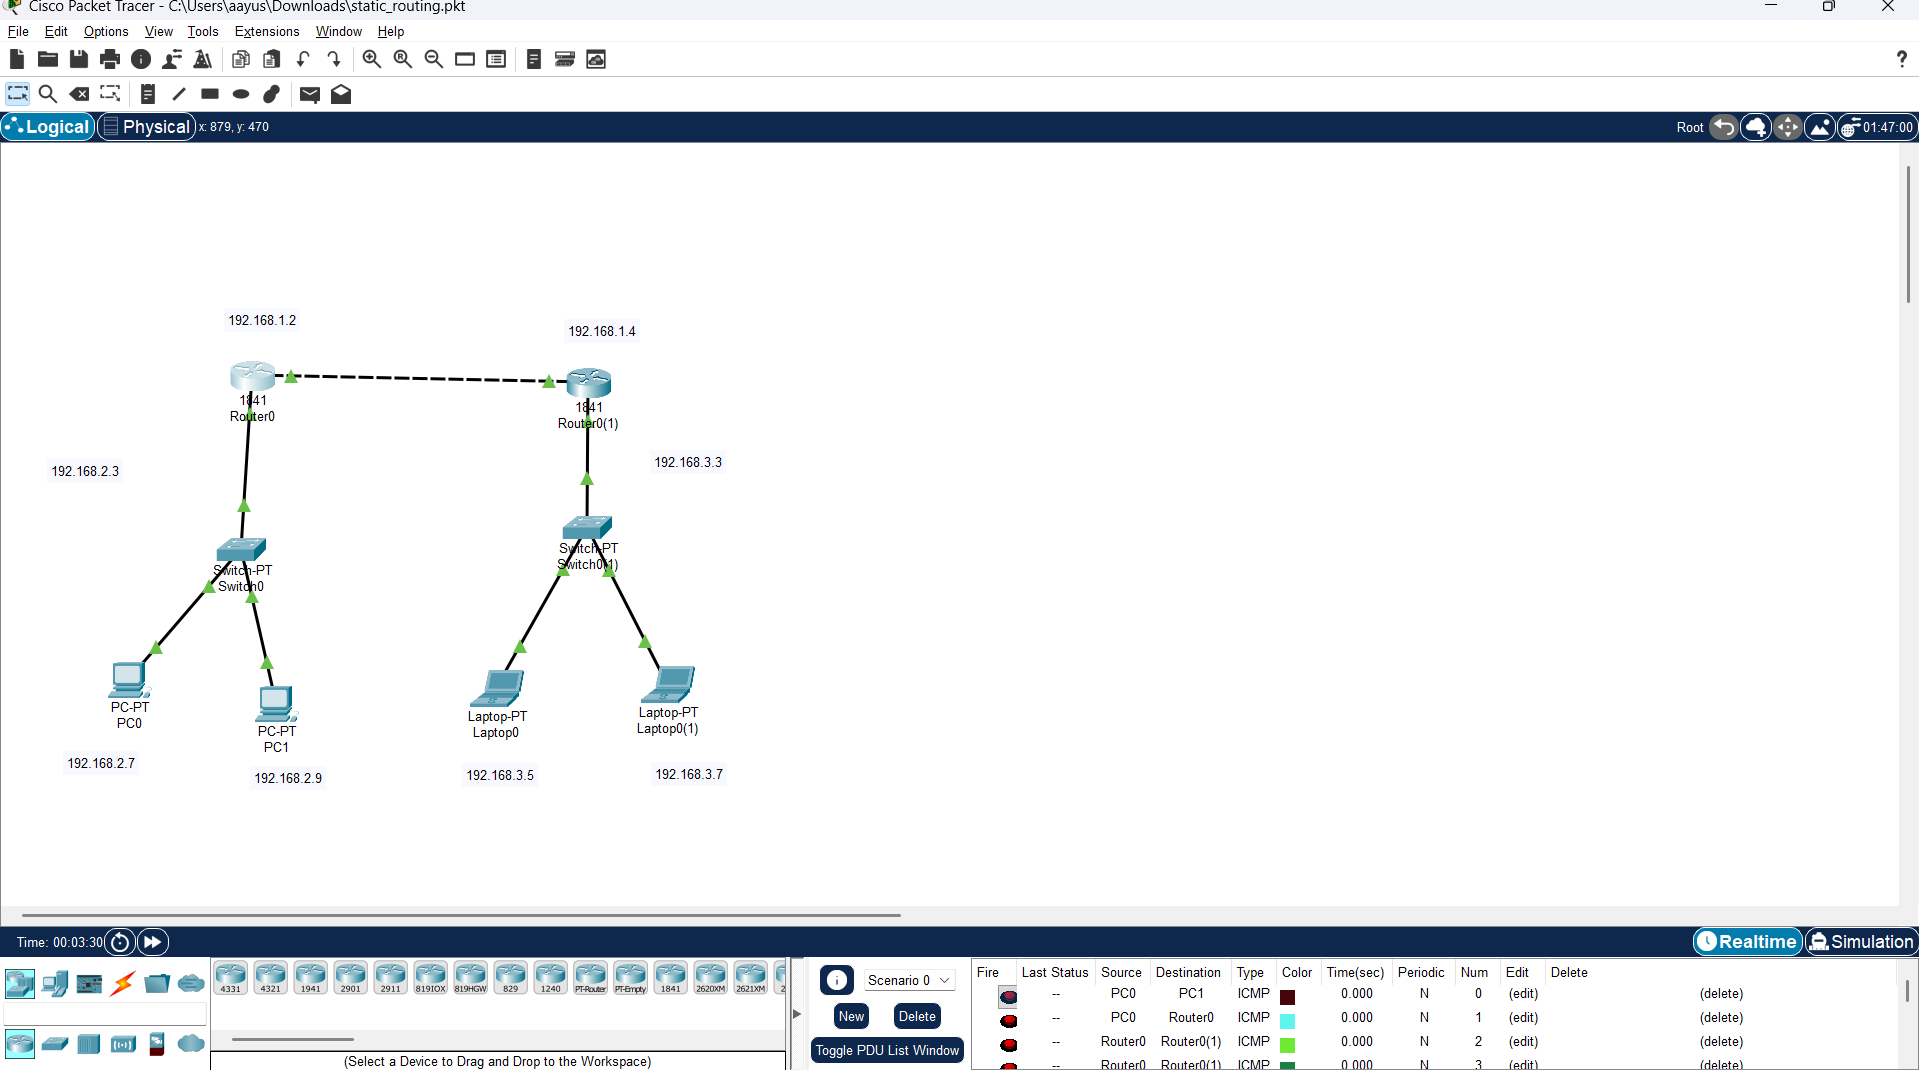 Cisco Packet Tracer - C:\Users\aayus\Downloads\static_routing.pkt
File Edit Options View Tools Extensions Window Help
?
Logical Physical x: 879, y: 470 Root 01:47:00
192.168.1.2
192.168.1.4
1841
Router0
1841
Router0(1)
192.168.2.3
192.168.3.3
Switch-PT
Switch0
Switch-PT
Switch0(1)
PC-PT
PC0
PC-PT
PC1
Laptop-PT
Laptop0
Laptop-PT
Laptop0(1)
192.168.2.7
192.168.2.9
192.168.3.5
192.168.3.7
Time: 00:03:30 Realtime Simulation
4331 4321 1941 2901 2911 819IOX 819HGW 829 1240 PT-Router PT-Empty 1841 2620XM 2621XM 2
(Select a Device to Drag and Drop to the Workspace)
Scenario 0
New Delete
Toggle PDU List Window
Fire Last Status Source Destination Type Color Time(sec) Periodic Num Edit Delete
-- PC0 PC1 ICMP 0.000 N 0 (edit) (delete)
-- PC0 Router0 ICMP 0.000 N 1 (edit) (delete)
-- Router0 Router0(1) ICMP 0.000 N 2 (edit) (delete)
-- Router0 Router0(1) ICMP 0.000 N 3 (edit) (delete)